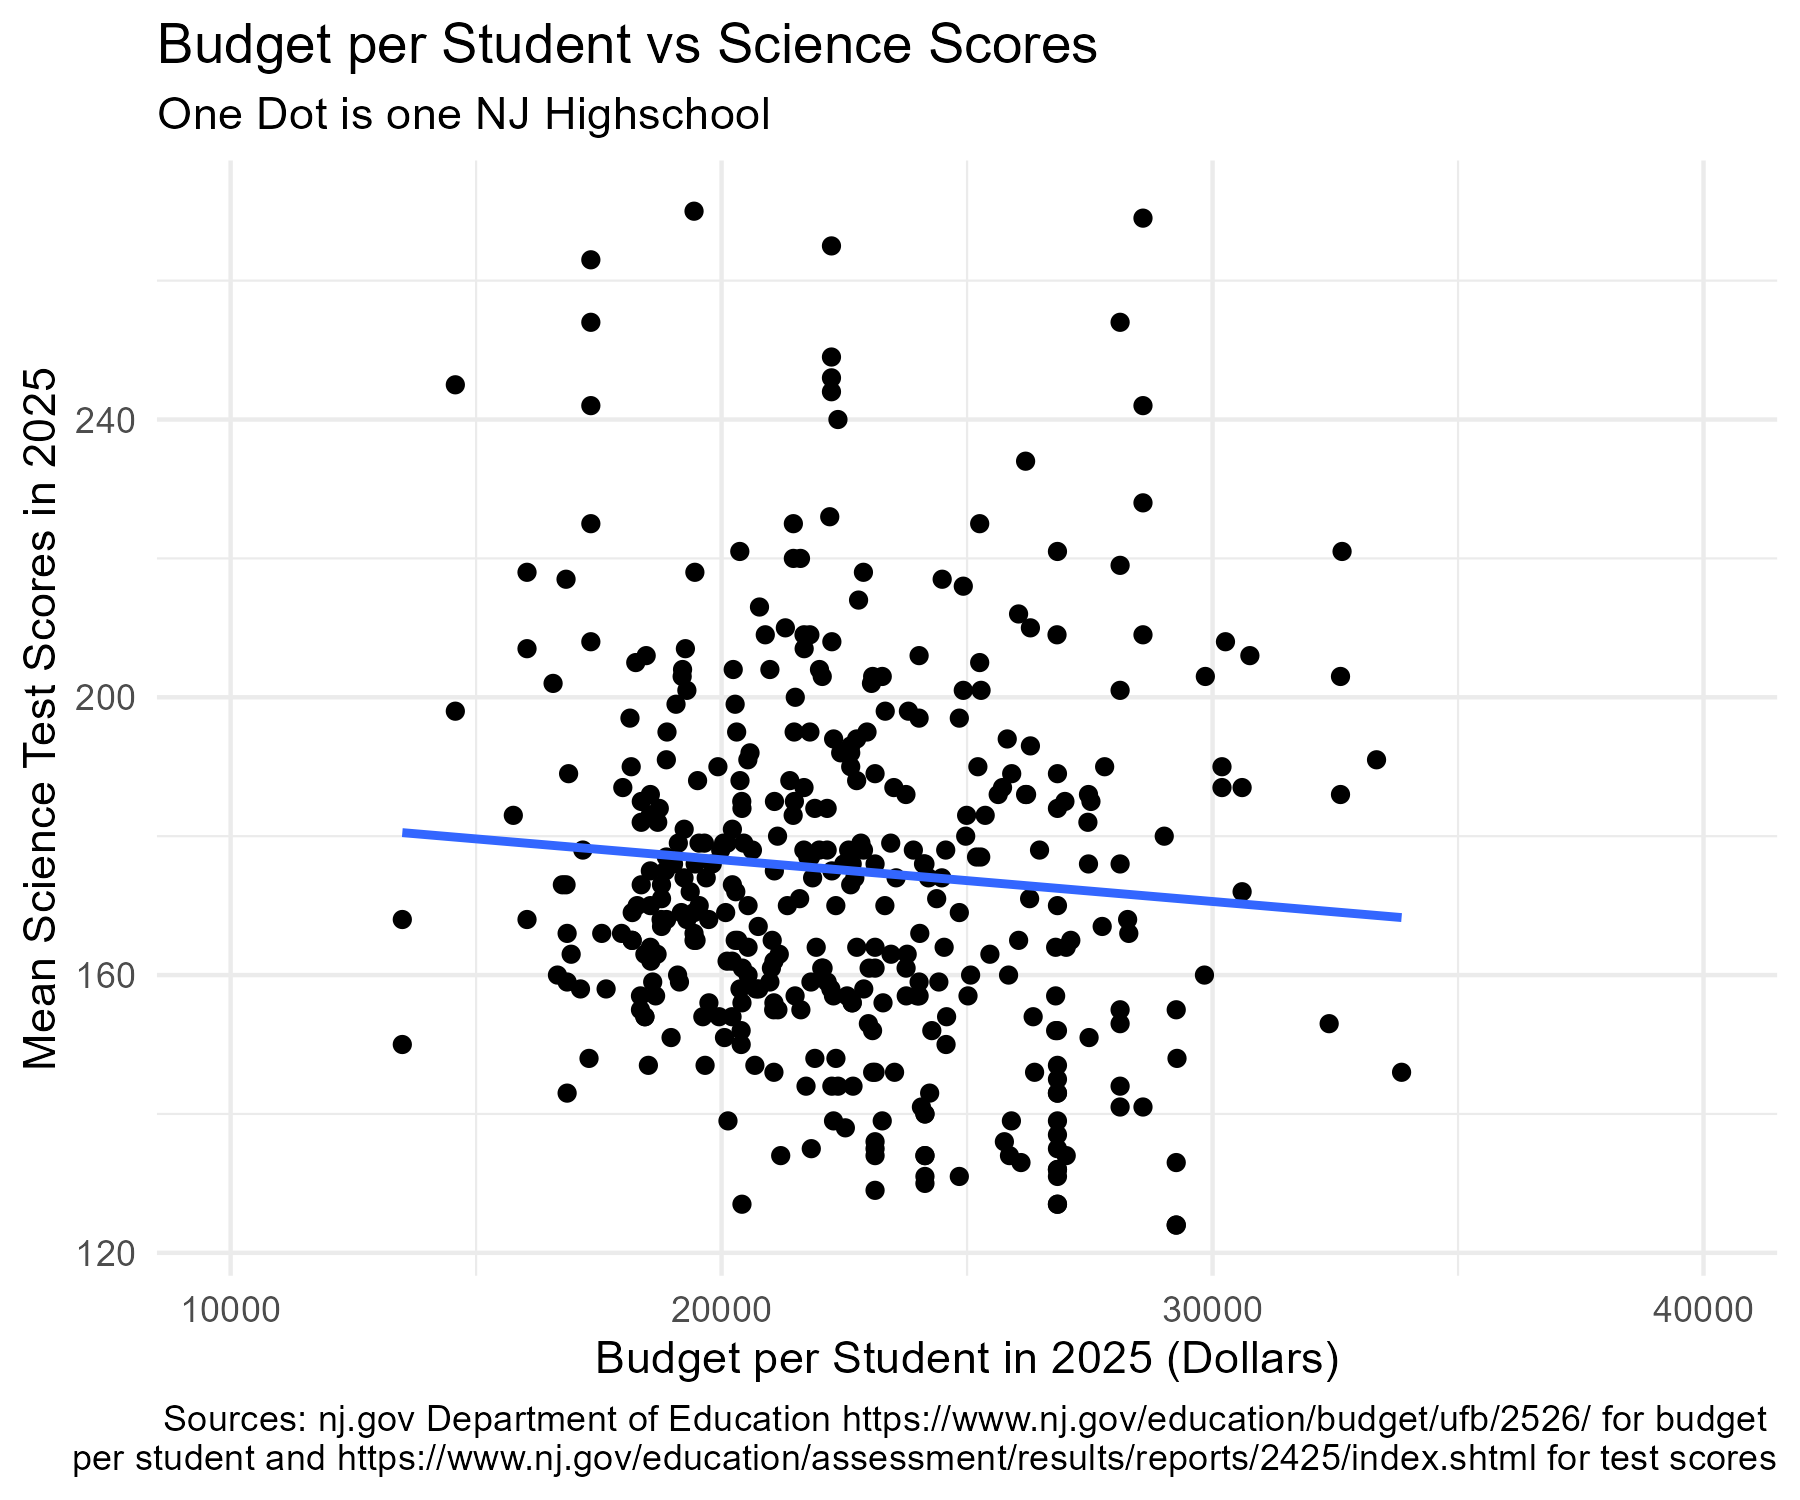 Budget per Student vs Science Scores
One Dot is one NJ Highschool
Mean Science Test Scores in 2025
240
200
160
120
10000
20000
30000
40000
Budget per Student in 2025 (Dollars)
Sources: nj.gov Department of Education https://www.nj.gov/education/budget/ufb/2526/ for budget
per student and https://www.nj.gov/education/assessment/results/reports/2425/index.shtml for test scores